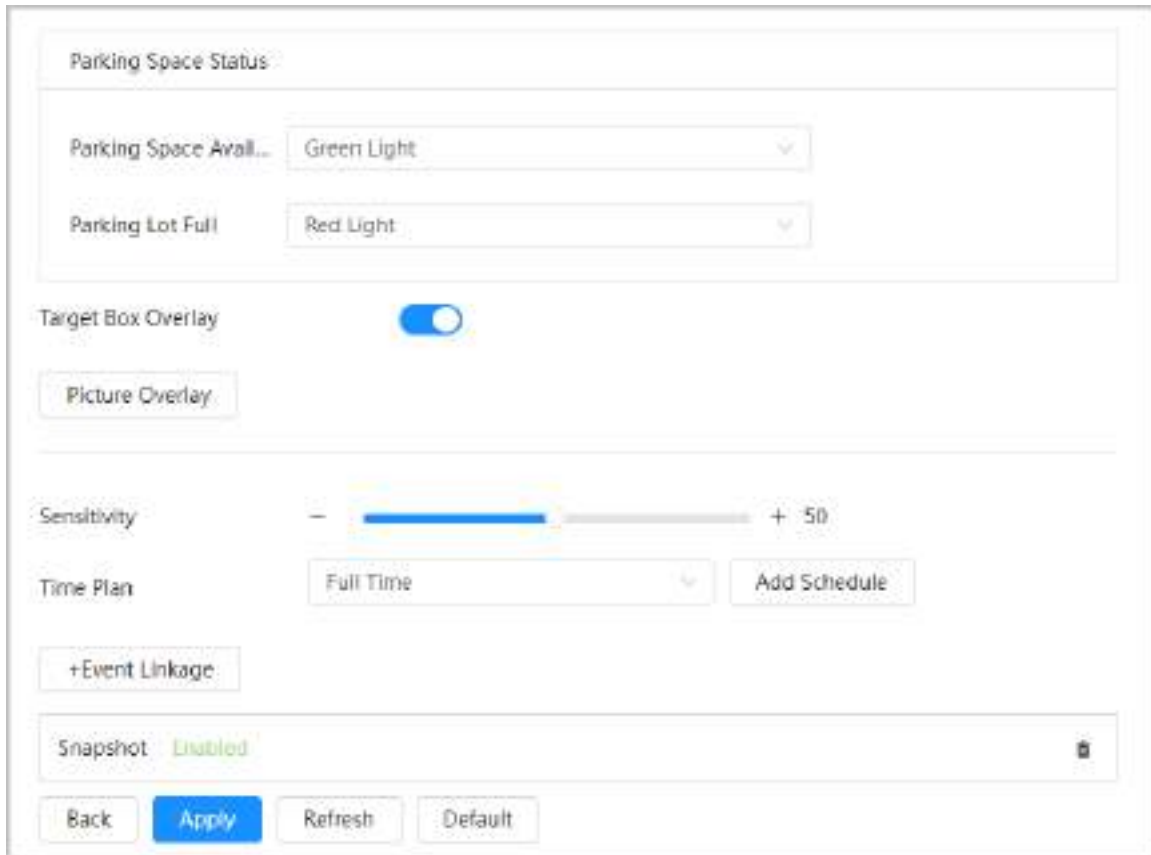 Parking Space Status
Parking Space Avail... Green Light
Parking Lot Full Red Light
Target Box Overlay
Picture Overlay
Sensitivity − + 50
Time Plan Full Time Add Schedule
+Event Linkage
Snapshot Enabled
Back Apply Refresh Default